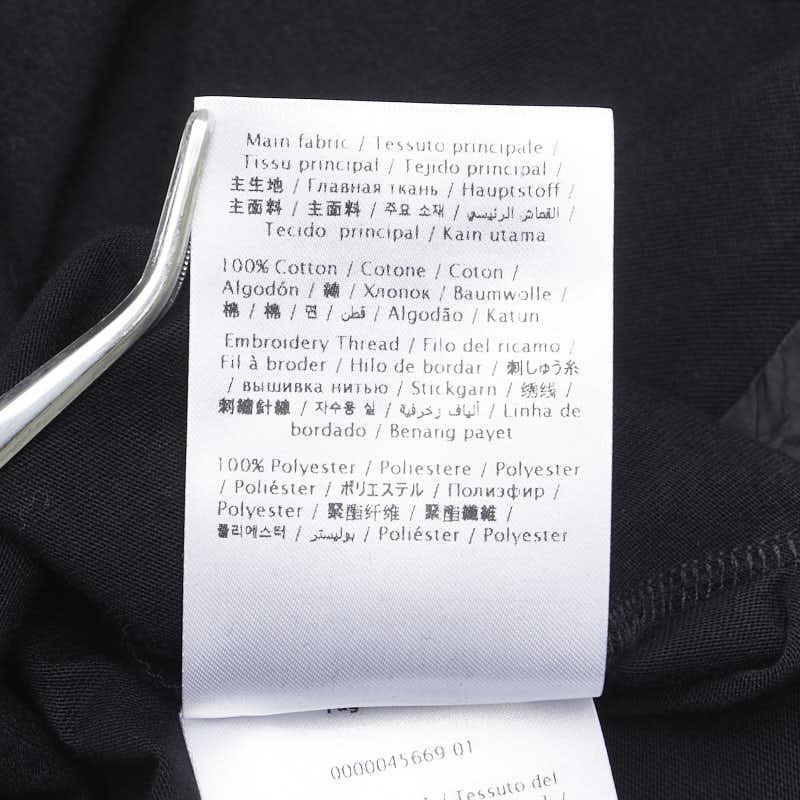 Main fabric / Tessuto principale /
Tissu principal / Tejido principal /
主生地 / Главная ткань / Hauptstoff /
主面料 / 主要面料 / 주요 소재 / القماش الرئيسي /
Tecido principal / Kain utama
100% Cotton / Cotone / Coton /
Algodón / 綿 / Хлопок / Baumwolle /
棉 / 棉 / 면 / قطن / Algodão / Katun
Embroidery Thread / Filo del ricamo /
Fil à broder / Hilo de bordar / 刺しゅう糸
/ вышивка нитью / Stickgarn / 绣线 /
刺繡針線 / 자수용 실 / ألياف زخرفية / Linha de
bordado / Benang payet
100% Polyester / Poliestere / Polyester
/ Poliéster / ポリエステル / Полиэфир /
Polyester / 聚酯纤维 / 聚酯纖維 /
폴리에스터 / بوليستر / Poliéster / Polyester
0000045669 01
/ Tessuto del